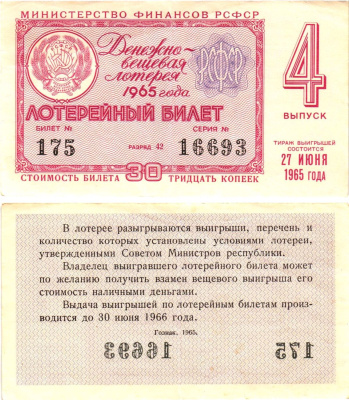 МИНИСТЕРСТВО ФИНАНСОВ РСФСР
Денежно-
вещевая
лотерея
1965 года
РСФСР
4
ВЫПУСК
ЛОТЕРЕЙНЫЙ БИЛЕТ
БИЛЕТ № СЕРИЯ №
175 РАЗРЯД 42 16693
СТОИМОСТЬ БИЛЕТА 30 ТРИДЦАТЬ КОПЕЕК
ТИРАЖ ВЫИГРЫШЕЙ
СОСТОИТСЯ
27 ИЮНЯ
1965 ГОДА
В лотерее разыгрываются выигрыши, перечень и
количество которых установлены условиями лотереи,
утвержденными Советом Министров республики.
Владелец выигравшего лотерейного билета может
по желанию получить взамен вещевого выигрыша его
стоимость наличными деньгами.
Выдача выигрышей по лотерейным билетам произ-
водится до 30 июня 1966 года.
Гознак. 1965.
16693 175